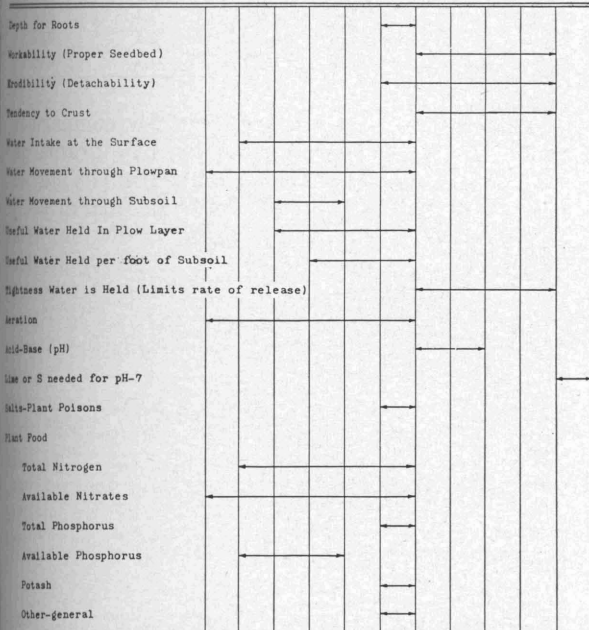 Depth for Roots
Workability (Proper Seedbed)
Erodibility (Detachability)
Tendency to Crust
Water Intake at the Surface
Water Movement through Plowpan
Water Movement through Subsoil
Useful Water Held In Plow Layer
Useful Water Held per foot of Subsoil
Tightness Water is Held (Limits rate of release)
Aeration
Acid-Base (pH)
Lime or S needed for pH-7
Salts-Plant Poisons
Plant Food
Total Nitrogen
Available Nitrates
Total Phosphorus
Available Phosphorus
Potash
Other-general